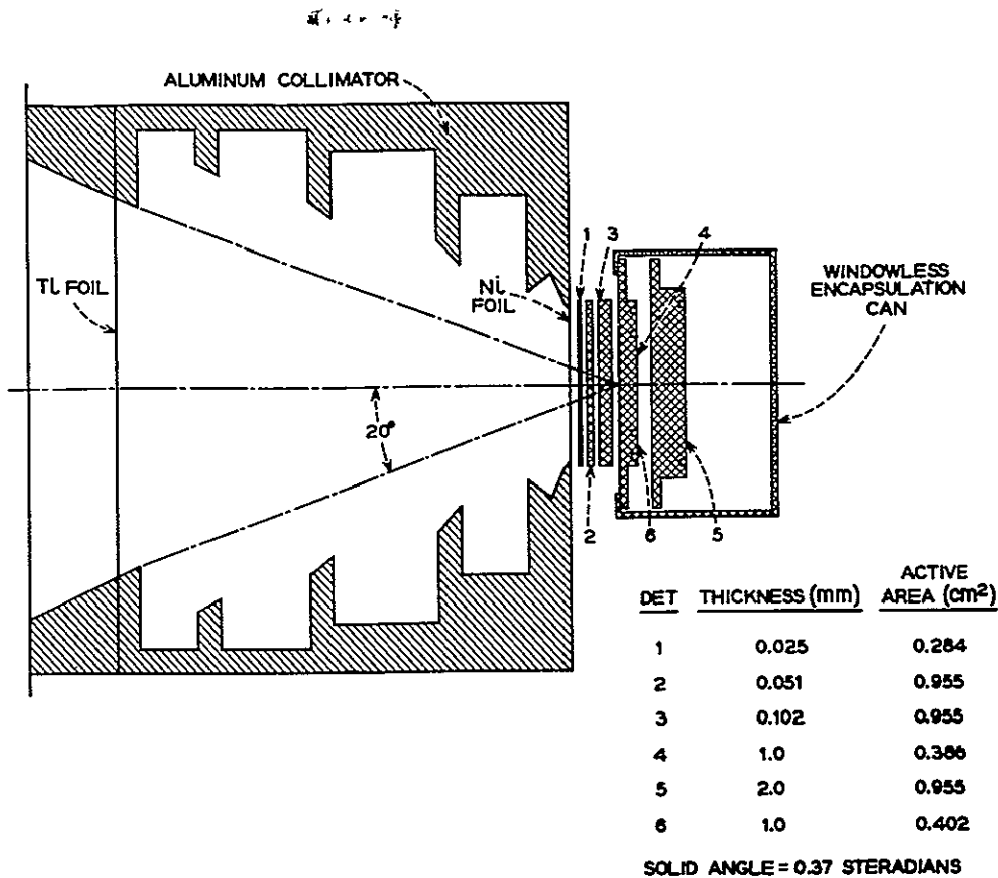 ALUMINUM COLLIMATOR
Ti FOIL
Ni
FOIL
1
3
4
WINDOWLESS
ENCAPSULATION
CAN
20°
2
6
5
ACTIVE
DET THICKNESS (mm) AREA (cm²)
1 0.025 0.284
2 0.051 0.955
3 0.102 0.955
4 1.0 0.386
5 2.0 0.955
6 1.0 0.402
SOLID ANGLE = 0.37 STERADIANS